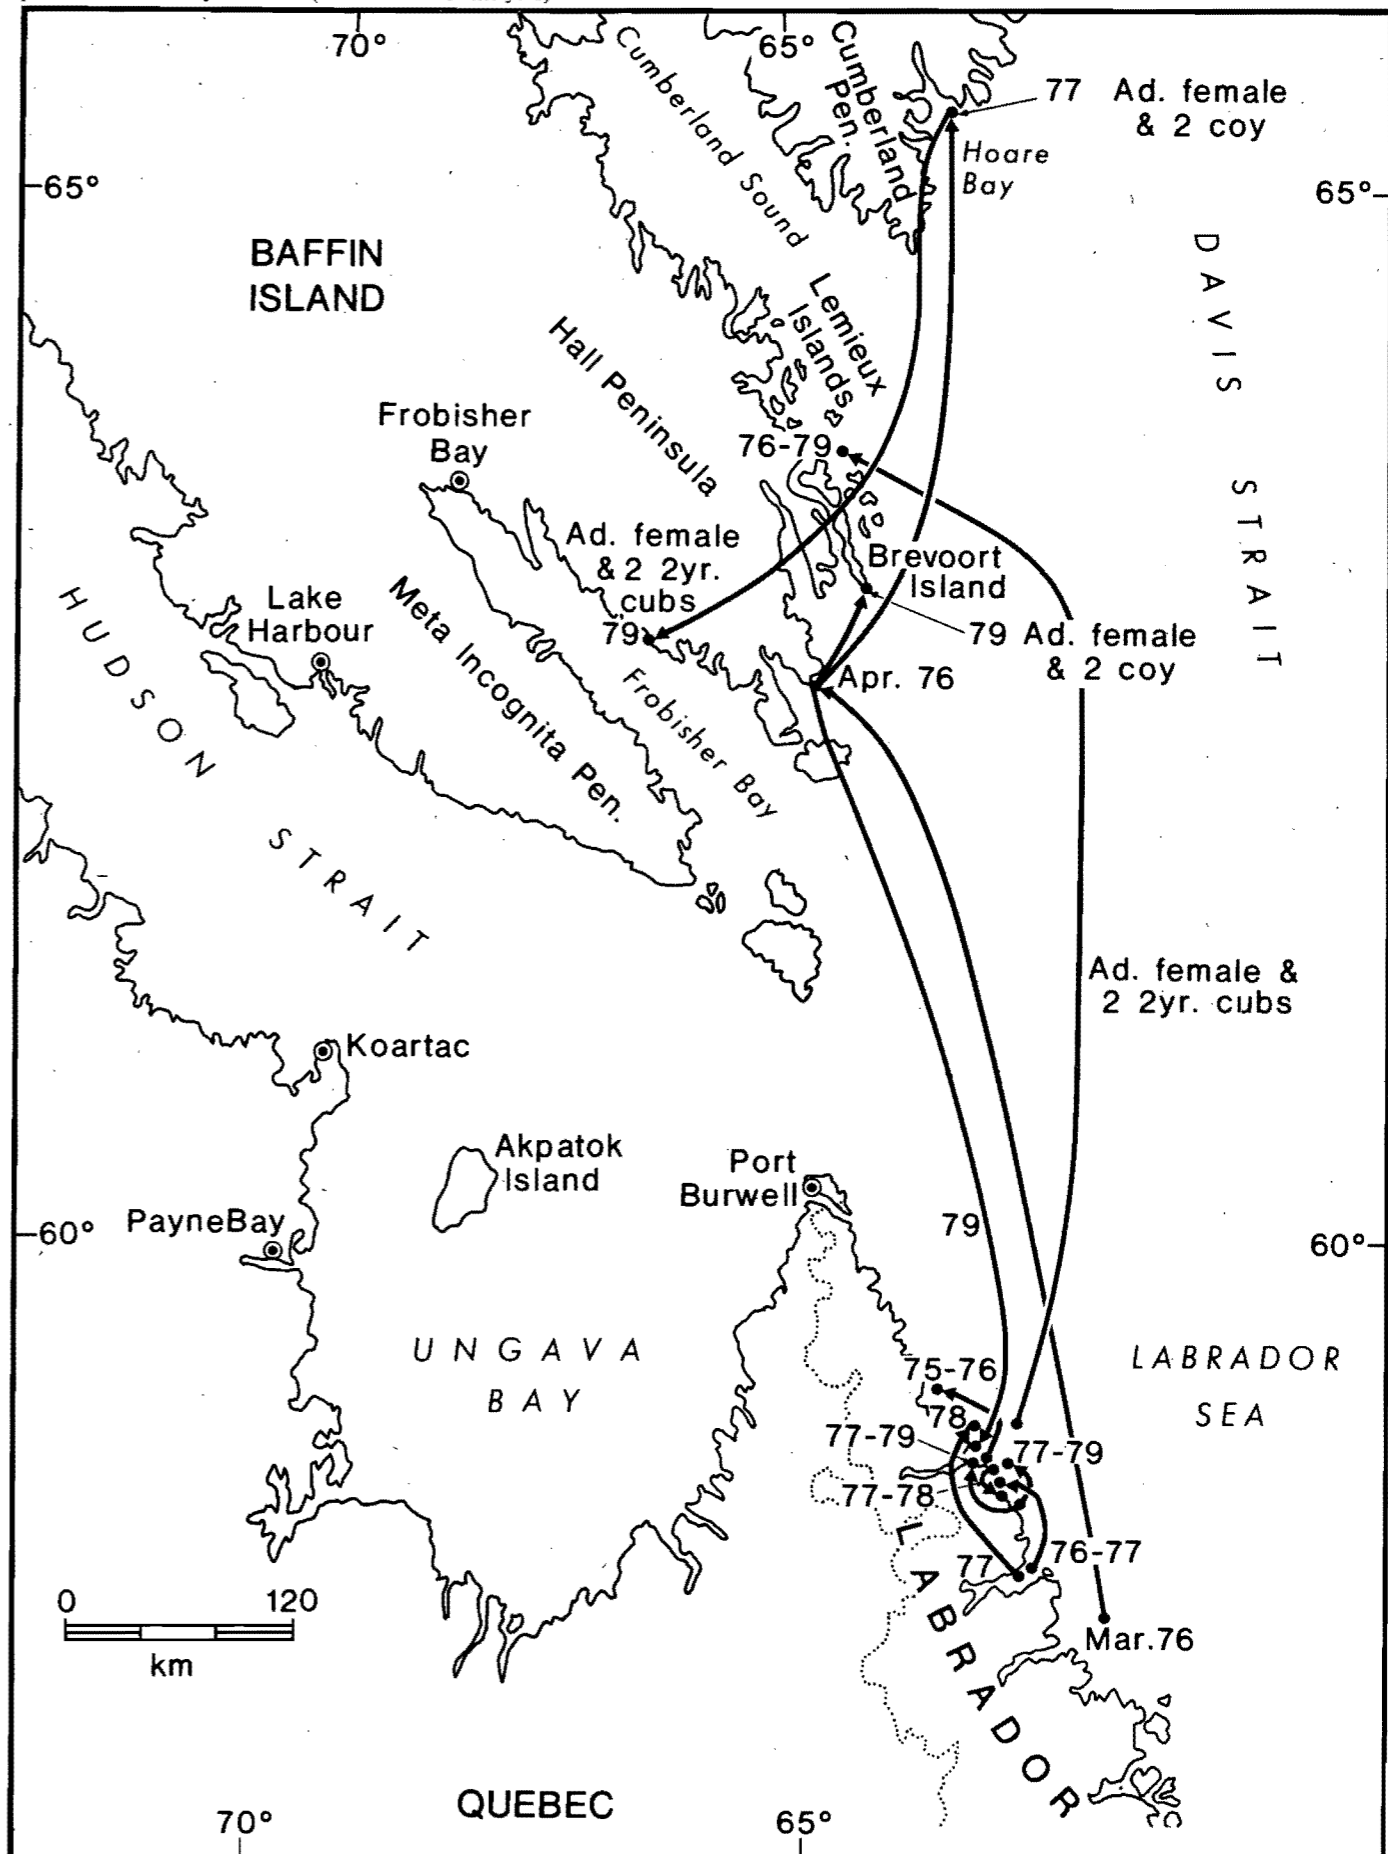 70°
65°
Cumberland Sound
Cumberland
Pen.
77 Ad. female
& 2 coy
Hoare
Bay
65°
65°
BAFFIN
ISLAND
DAVIS STRAIT
Lemieux
Islands
Hall Peninsula
Frobisher
Bay
76-79
Ad. female
& 2 2yr.
cubs
79
Brevoort
Island
79 Ad. female
& 2 coy
Lake
Harbour
Meta Incognita Pen.
Frobisher Bay
Apr. 76
HUDSON STRAIT
Ad. female &
2 2yr. cubs
Koartac
Akpatok
Island
Port
Burwell
Payne Bay
79
60°
60°
UNGAVA
BAY
LABRADOR
SEA
75-76
78
77-79
77-79
77-78
76-77
77
LABRADOR
Mar. 76
0 120
km
QUEBEC
70°
65°